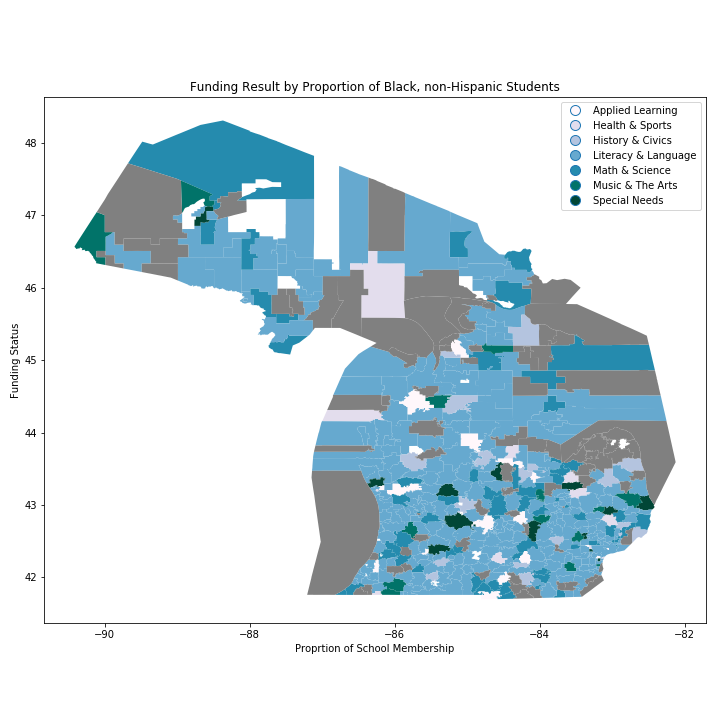 Funding Result by Proportion of Black, non-Hispanic Students
Applied Learning
Health & Sports
History & Civics
Literacy & Language
Math & Science
Music & The Arts
Special Needs
48
47
46
45
44
43
42
Funding Status
−90
−88
−86
−84
−82
Proprtion of School Membership